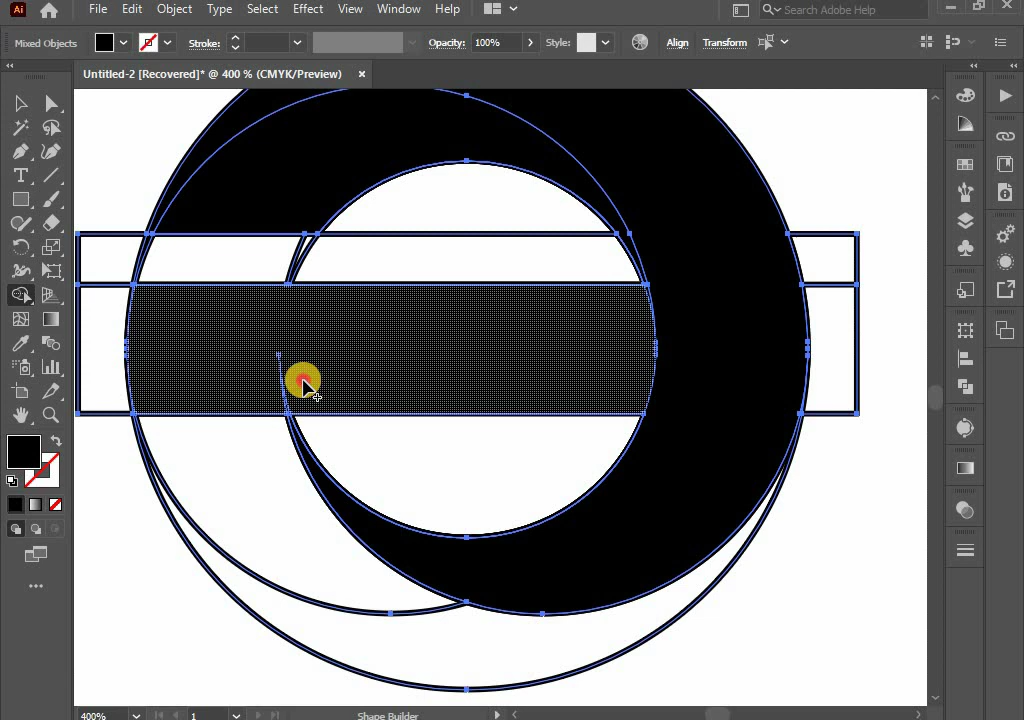 Ai File Edit Object Type Select Effect View Window Help Search Adobe Help
Mixed Objects Stroke: Opacity: 100% Style: Align Transform
Untitled-2 [Recovered]* @ 400 % (CMYK/Preview) ×
400% 1 Shape Builder